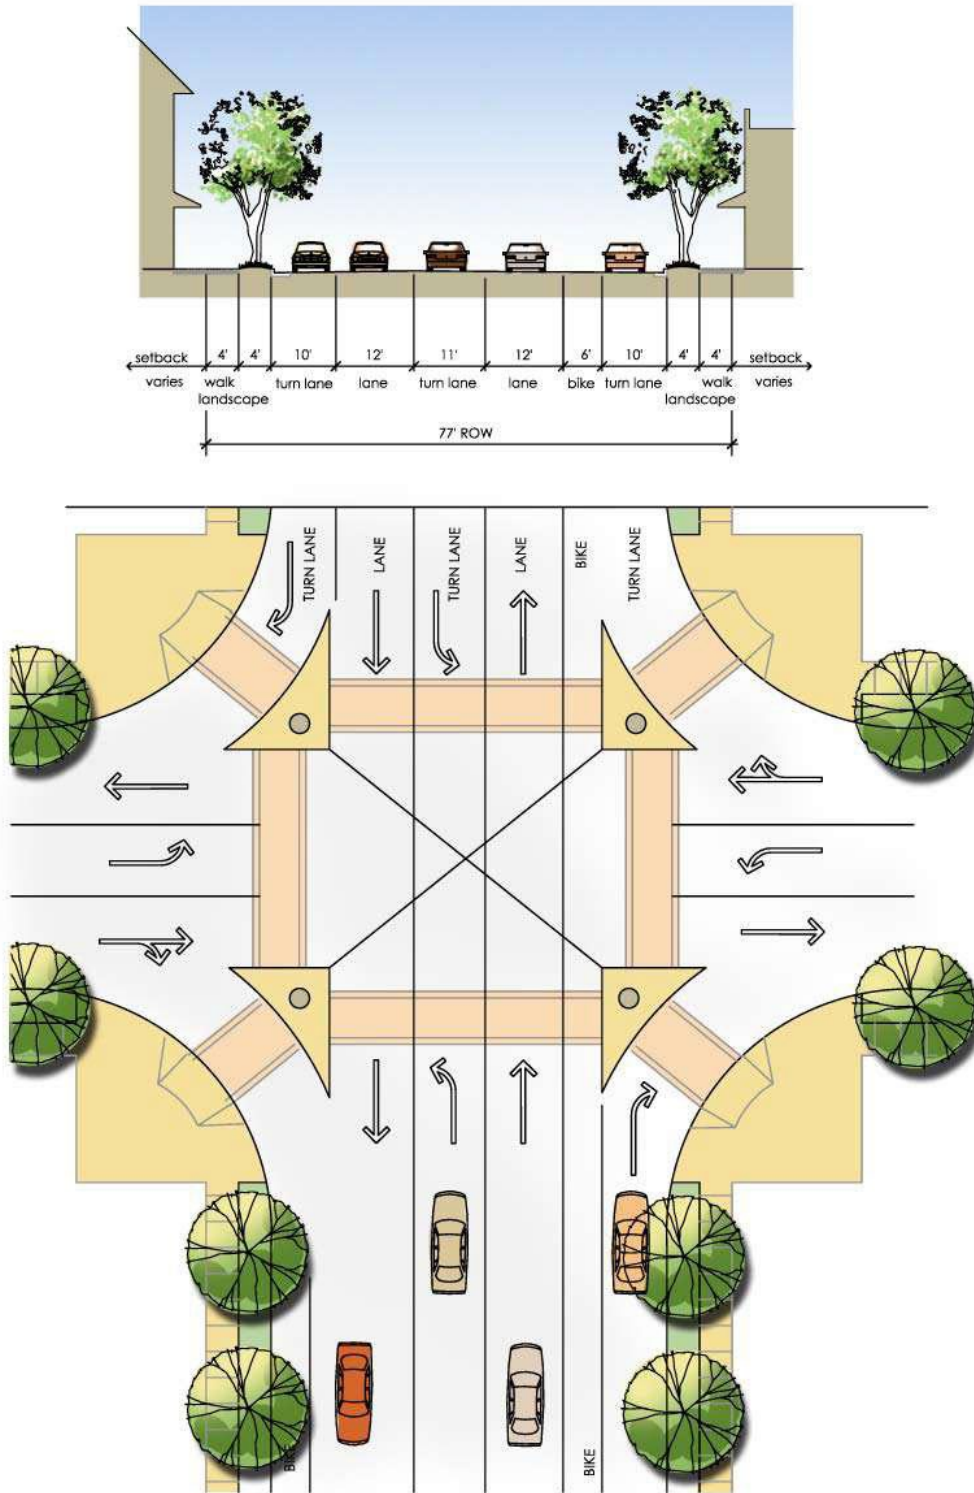 4' 4' 10' 12' 11' 12' 6' 10' 4' 4'
setback setback
varies walk turn lane lane turn lane lane bike turn lane walk varies
landscape landscape
77' ROW
TURN LANE
LANE
TURN LANE
LANE
BIKE
TURN LANE
BIKE
BIKE